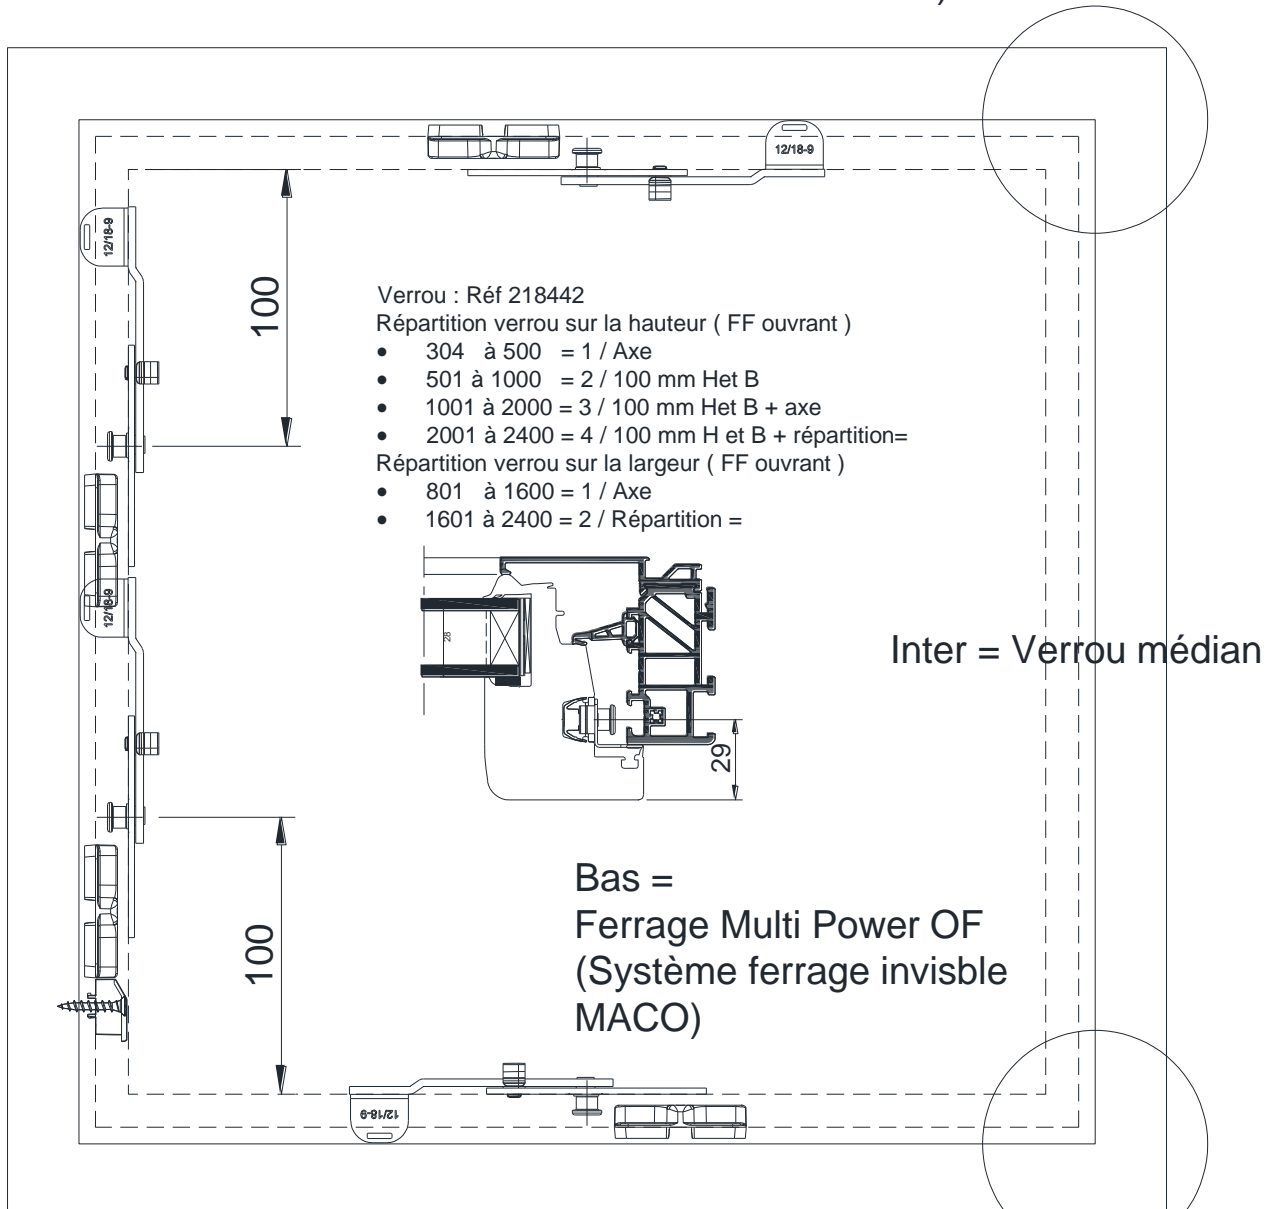 12/18-9
12/18-9
100
Verrou : Réf 218442
Répartition verrou sur la hauteur ( FF ouvrant )
• 304 à 500 = 1 / Axe
• 501 à 1000 = 2 / 100 mm Het B
• 1001 à 2000 = 3 / 100 mm Het B + axe
• 2001 à 2400 = 4 / 100 mm H et B + répartition=
Répartition verrou sur la largeur ( FF ouvrant )
• 801 à 1600 = 1 / Axe
• 1601 à 2400 = 2 / Répartition =
12/18-9
28
Inter = Verrou médian
29
Bas =
Ferrage Multi Power OF
(Système ferrage invisble
MACO)
100
12/18-9